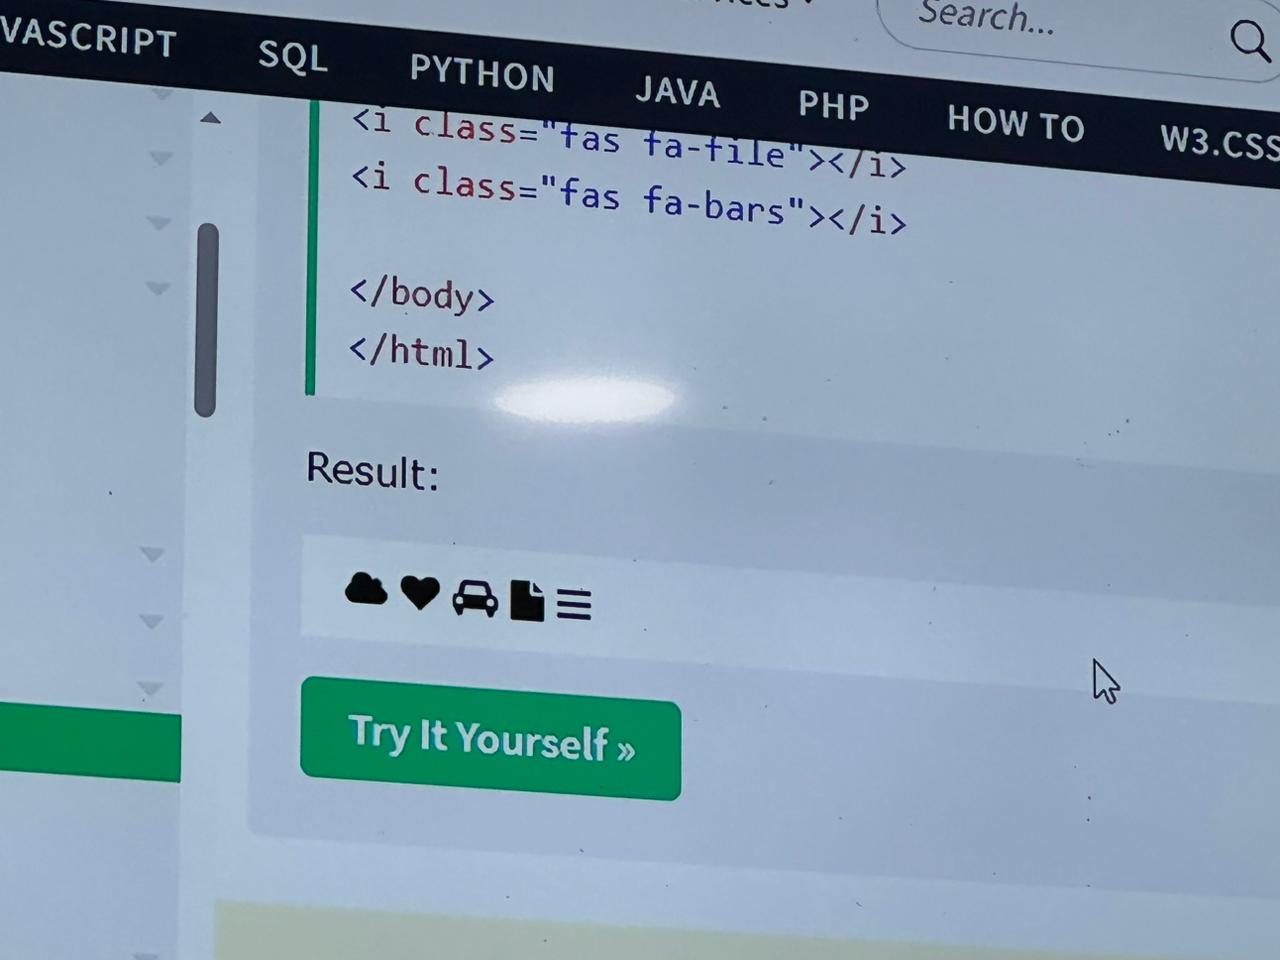 Search...
VASCRIPT SQL PYTHON JAVA PHP HOW TO W3.CSS
<i class="fas fa-file"></i>
<i class="fas fa-bars"></i>
</body>
</html>
Result:
Try It Yourself »